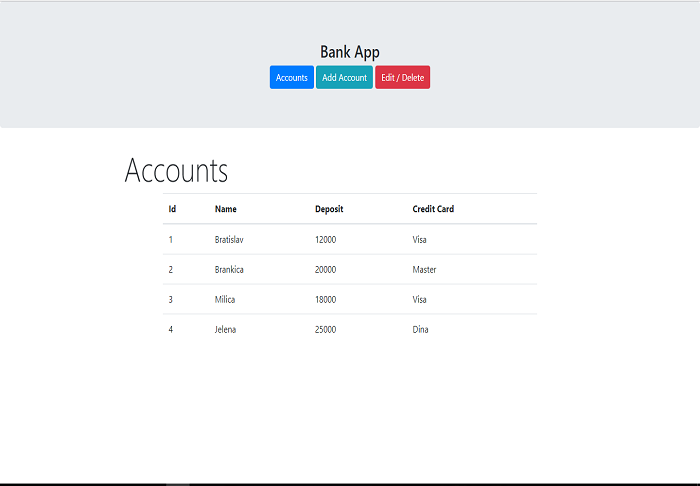 Bank App
Accounts Add Account Edit / Delete
Accounts
Id Name Deposit Credit Card
1 Bratislav 12000 Visa
2 Brankica 20000 Master
3 Milica 18000 Visa
4 Jelena 25000 Dina